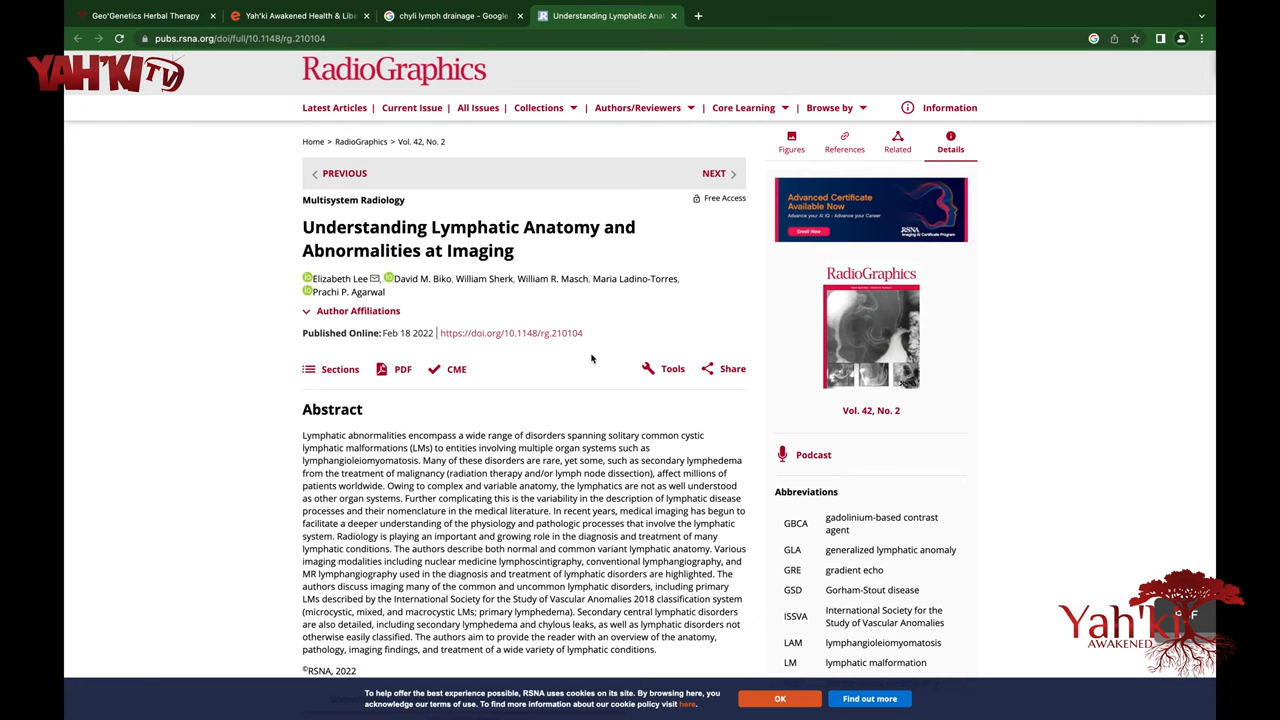 Geo'Genetics Herbal Therapy
Yah'ki Awakened Health & Libe
chyli lymph drainage - Google
Understanding Lymphatic Anat
pubs.rsna.org/doi/full/10.1148/rg.210104
YAH'KI TV
RadioGraphics
Latest Articles | Current Issue | All Issues Collections | Authors/Reviewers | Core Learning | Browse by Information
Home > RadioGraphics > Vol. 42, No. 2
Figures References Related Details
PREVIOUS NEXT
Multisystem Radiology Free Access
Understanding Lymphatic Anatomy and
Abnormalities at Imaging
Elizabeth Lee, David M. Biko, William Sherk, William R. Masch, Maria Ladino-Torres,
Prachi P. Agarwal
Author Affiliations
Published Online: Feb 18 2022 | https://doi.org/10.1148/rg.210104
Sections PDF CME Tools Share
Abstract
Lymphatic abnormalities encompass a wide range of disorders spanning solitary common cystic
lymphatic malformations (LMs) to entities involving multiple organ systems such as
lymphangioleiomyomatosis. Many of these disorders are rare, yet some, such as secondary lymphedema
from the treatment of malignancy (radiation therapy and/or lymph node dissection), affect millions of
patients worldwide. Owing to complex and variable anatomy, the lymphatics are not as well understood
as other organ systems. Further complicating this is the variability in the description of lymphatic disease
processes and their nomenclature in the medical literature. In recent years, medical imaging has begun to
facilitate a deeper understanding of the physiology and pathologic processes that involve the lymphatic
system. Radiology is playing an important and growing role in the diagnosis and treatment of many
lymphatic conditions. The authors describe both normal and common variant lymphatic anatomy. Various
imaging modalities including nuclear medicine lymphoscintigraphy, conventional lymphangiography, and
MR lymphangiography used in the diagnosis and treatment of lymphatic disorders are highlighted. The
authors discuss imaging many of the common and uncommon lymphatic disorders, including primary
LMs described by the International Society for the Study of Vascular Anomalies 2018 classification system
(microcystic, mixed, and macrocystic LMs; primary lymphedema). Secondary central lymphatic disorders
are also detailed, including secondary lymphedema and chylous leaks, as well as lymphatic disorders not
otherwise easily classified. The authors aim to provide the reader with an overview of the anatomy,
pathology, imaging findings, and treatment of a wide variety of lymphatic conditions.
©RSNA, 2022
Advanced Certificate
Available Now
Advance your AI IQ - Advance your Career
Enroll Now
RSNA
Imaging AI Certificate Program
RadioGraphics
Vol. 42, No. 2
Podcast
Abbreviations
GBCA gadolinium-based contrast
agent
GLA generalized lymphatic anomaly
GRE gradient echo
GSD Gorham-Stout disease
ISSVA International Society for the
Study of Vascular Anomalies
LAM lymphangioleiomyomatosis
LM lymphatic malformation
Yah'ki
AWAKENED
To help offer the best experience possible, RSNA uses cookies on its site. By browsing here, you
acknowledge our terms of use. To find more information about our cookie policy visit here.
OK
Find out more